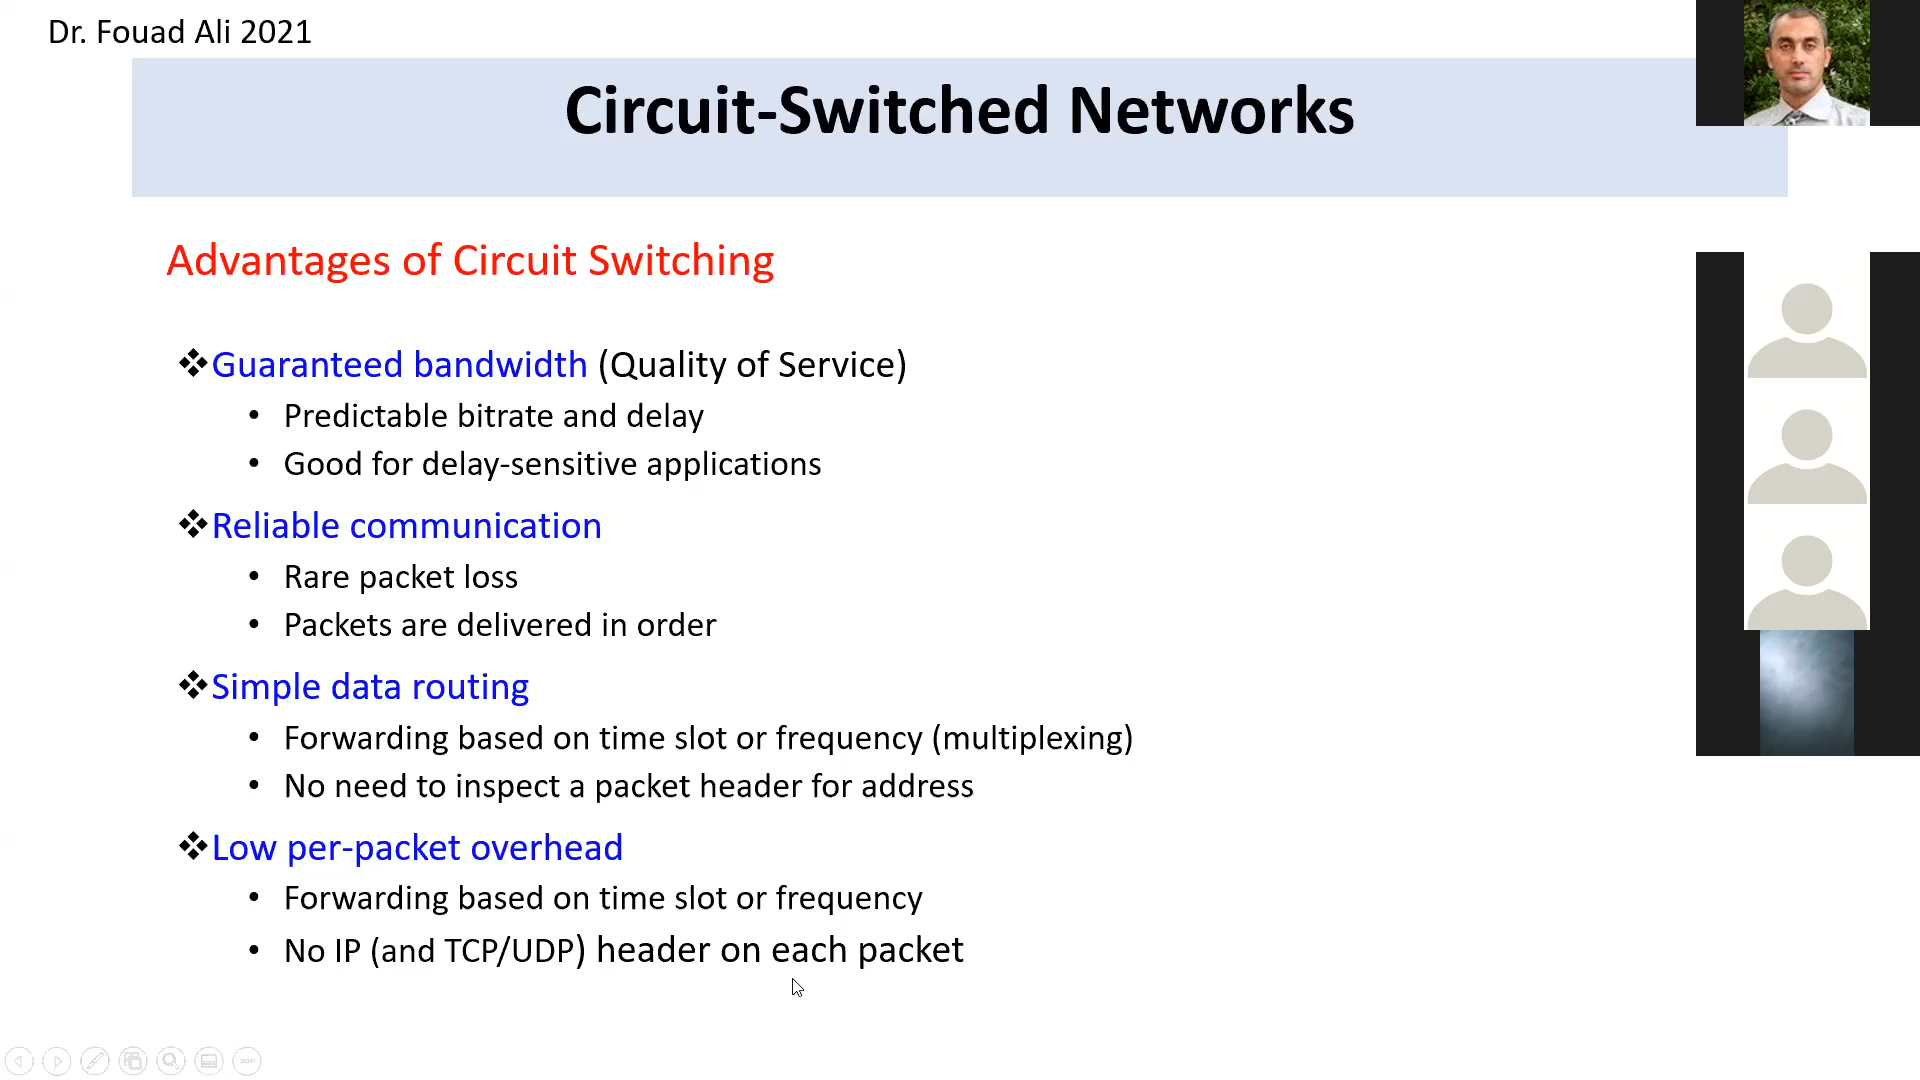 Dr. Fouad Ali 2021
Circuit-Switched Networks
Advantages of Circuit Switching
❖Guaranteed bandwidth (Quality of Service)
• Predictable bitrate and delay
• Good for delay-sensitive applications
❖Reliable communication
• Rare packet loss
• Packets are delivered in order
❖Simple data routing
• Forwarding based on time slot or frequency (multiplexing)
• No need to inspect a packet header for address
❖Low per-packet overhead
• Forwarding based on time slot or frequency
• No IP (and TCP/UDP) header on each packet